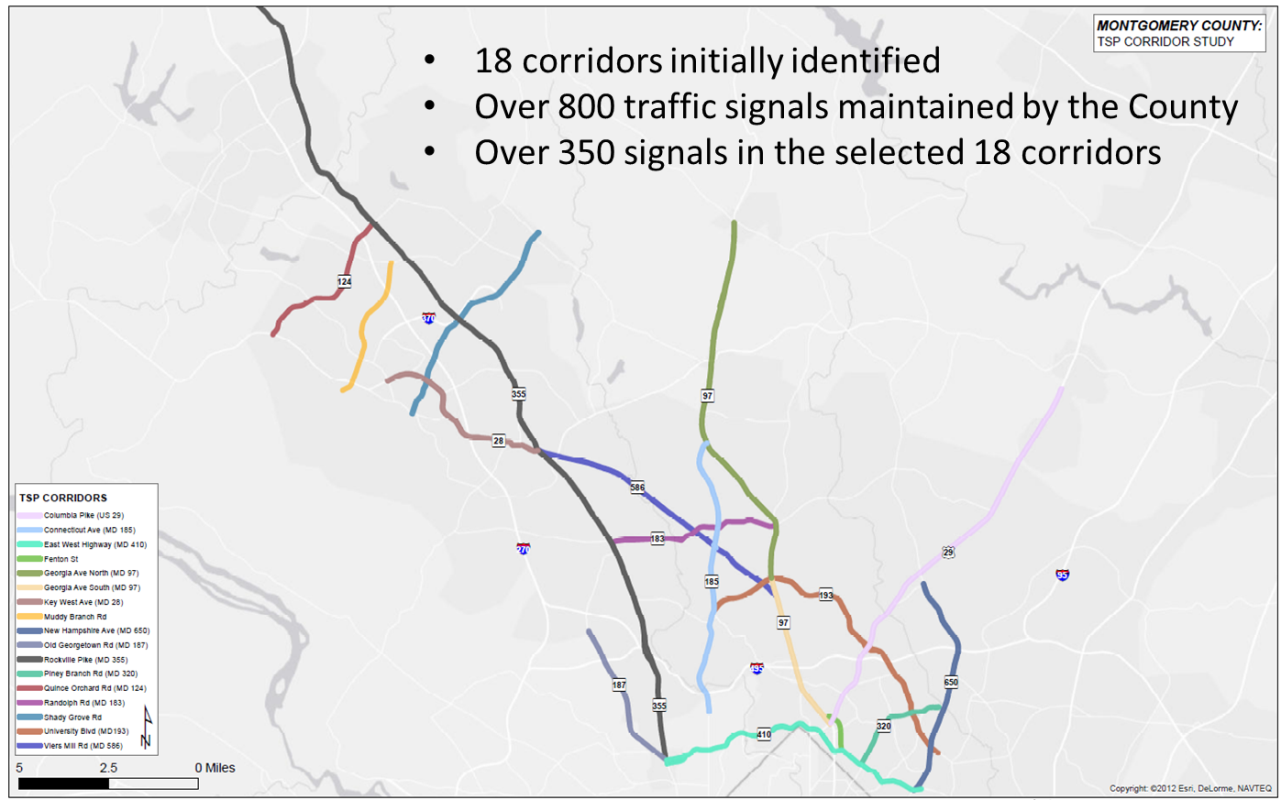 MONTGOMERY COUNTY:
TSP CORRIDOR STUDY
• 18 corridors initially identified
• Over 800 traffic signals maintained by the County
• Over 350 signals in the selected 18 corridors
124
370
355
97
28
586
183
270
185
29
95
193
97
495
187
355
650
320
410
TSP CORRIDORS
Columbia Pike (US 29)
Connecticut Ave (MD 185)
East West Highway (MD 410)
Fenton St
Georgia Ave North (MD 97)
Georgia Ave South (MD 97)
Key West Ave (MD 28)
Muddy Branch Rd
New Hampshire Ave (MD 650)
Old Georgetown Rd (MD 187)
Rockville Pike (MD 355)
Piney Branch Rd (MD 320)
Quince Orchard Rd (MD 124)
Randolph Rd (MD 183)
Shady Grove Rd
University Blvd (MD193)
Viers Mill Rd (MD 586)
N
5 2.5 0 Miles
Copyright: ©2012 Esri, DeLorme, NAVTEQ